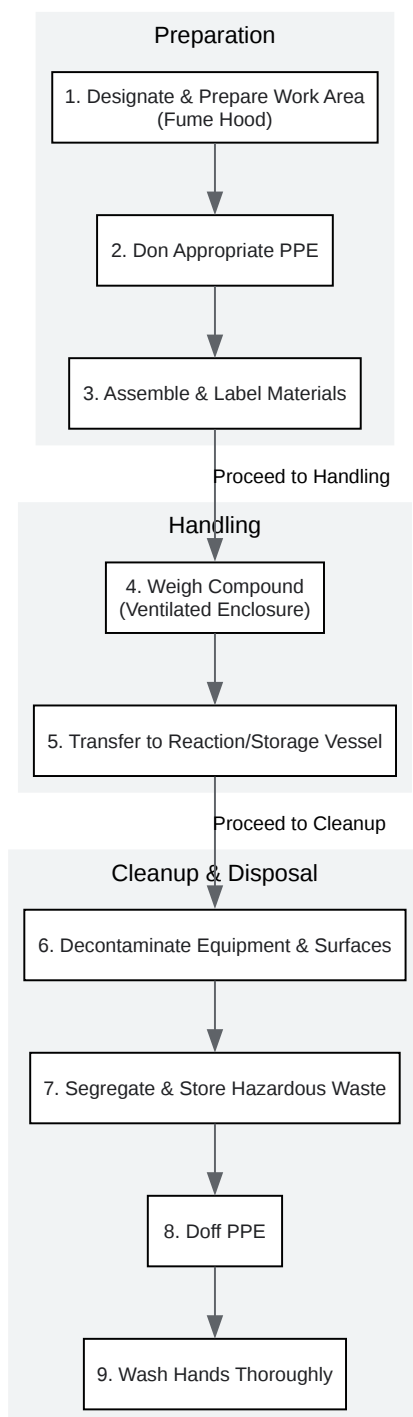 Preparation
1. Designate & Prepare Work Area
(Fume Hood)
2. Don Appropriate PPE
3. Assemble & Label Materials
Proceed to Handling
Handling
4. Weigh Compound
(Ventilated Enclosure)
5. Transfer to Reaction/Storage Vessel
Proceed to Cleanup
Cleanup & Disposal
6. Decontaminate Equipment & Surfaces
7. Segregate & Store Hazardous Waste
8. Doff PPE
9. Wash Hands Thoroughly